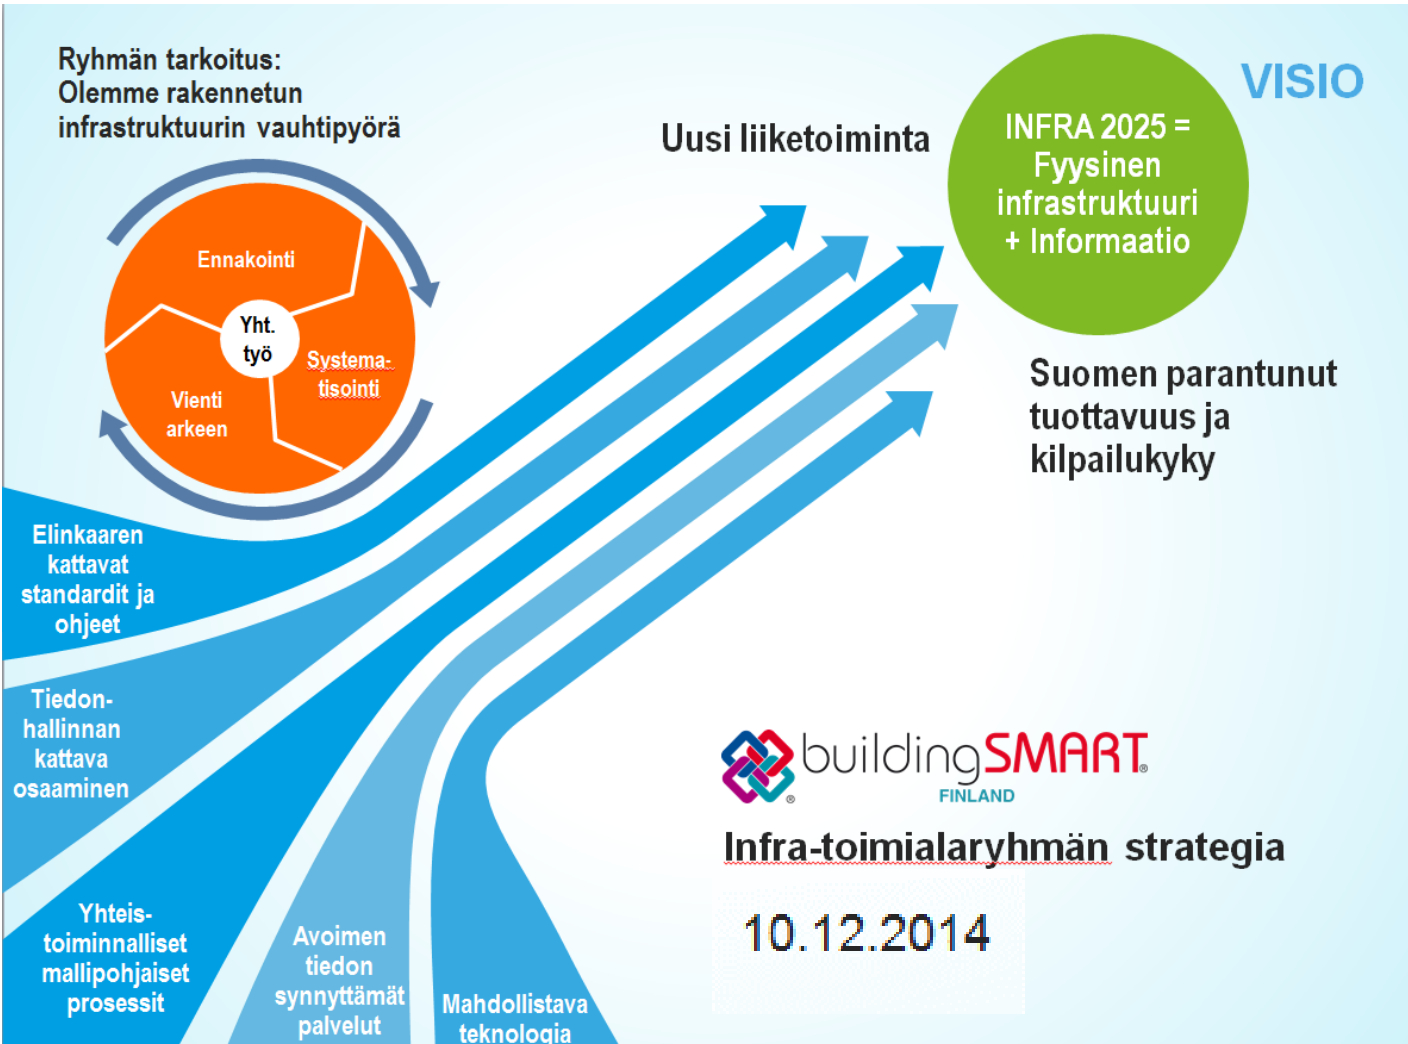 Ryhmän tarkoitus:
Olemme rakennetun
infrastruktuurin vauhtipyörä
Ennakointi
Yht.
työ
Systema-
tisointi
Vienti
arkeen
Uusi liiketoiminta
VISIO
INFRA 2025 =
Fyysinen
infrastruktuuri
+ Informaatio
Suomen parantunut
tuottavuus ja
kilpailukyky
Elinkaaren
kattavat
standardit ja
ohjeet
Tiedon-
hallinnan
kattava
osaaminen
Yhteis-
toiminnalliset
mallipohjaiset
prosessit
Avoimen
tiedon
synnyttämät
palvelut
Mahdollistava
teknologia
buildingSMART®
FINLAND
®
Infra-toimialaryhmän strategia
10.12.2014